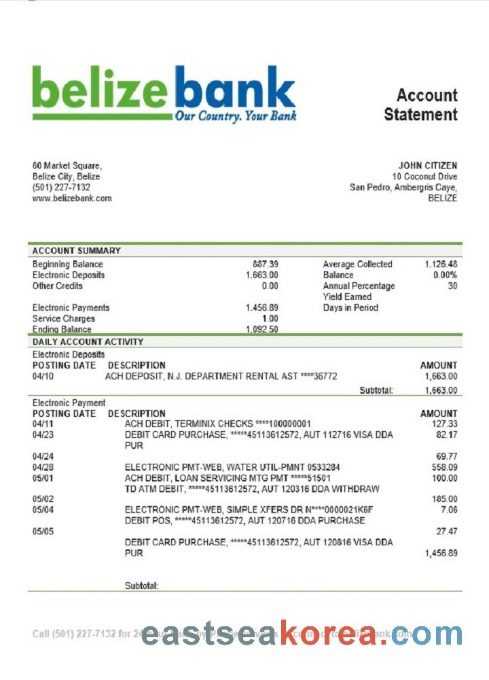 belizebank
Our Country. Your Bank
Account
Statement
60 Market Square,
Belize City, Belize
(501) 227-7132
www.belizebank.com
JOHN CITIZEN
10 Coconut Drive
San Pedro, Ambergris Caye,
BELIZE
ACCOUNT SUMMARY
Beginning Balance 887.39 Average Collected 1.126.48
Electronic Deposits 1.663.00 Balance 0.00%
Other Credits 0.00 Annual Percentage 30
Yield Earned
Electronic Payments 1.456.89 Days in Period
Service Charges 1.00
Ending Balance 1.092.50
DAILY ACCOUNT ACTIVITY
Electronic Deposits
POSTING DATE DESCRIPTION AMOUNT
04/10 ACH DEPOSIT, N.J. DEPARTMENT RENTAL AST ****36772 1,663.00
Subtotal: 1,663.00
Electronic Payment
POSTING DATE DESCRIPTION AMOUNT
04/11 ACH DEBIT, TERMINIX CHECKS ****100000001 127.33
04/23 DEBIT CARD PURCHASE, *****45113612572, AUT 112716 VISA DDA 82.17
PUR
04/24 69.77
04/28 ELECTRONIC PMT-WEB, WATER UTIL-PMNT 0533284 558.09
05/01 ACH DEBIT, LOAN SERVICING MTG PMT *****51501 100.00
TD ATM DEBIT, *****45113612572, AUT 120316 DDA WITHDRAW
05/02 185.00
05/04 ELECTRONIC PMT-WEB, SIMPLE XFERS DR N****0000021K6F 7.06
DEBIT POS, *****45113612572, AUT 120716 DDA PURCHASE
05/05 27.47
DEBIT CARD PURCHASE, *****45113612572, AUT 120816 VISA DDA
PUR 1,456.89
Subtotal:
Call (501) 227-7132 for 24
eastseakorea.com